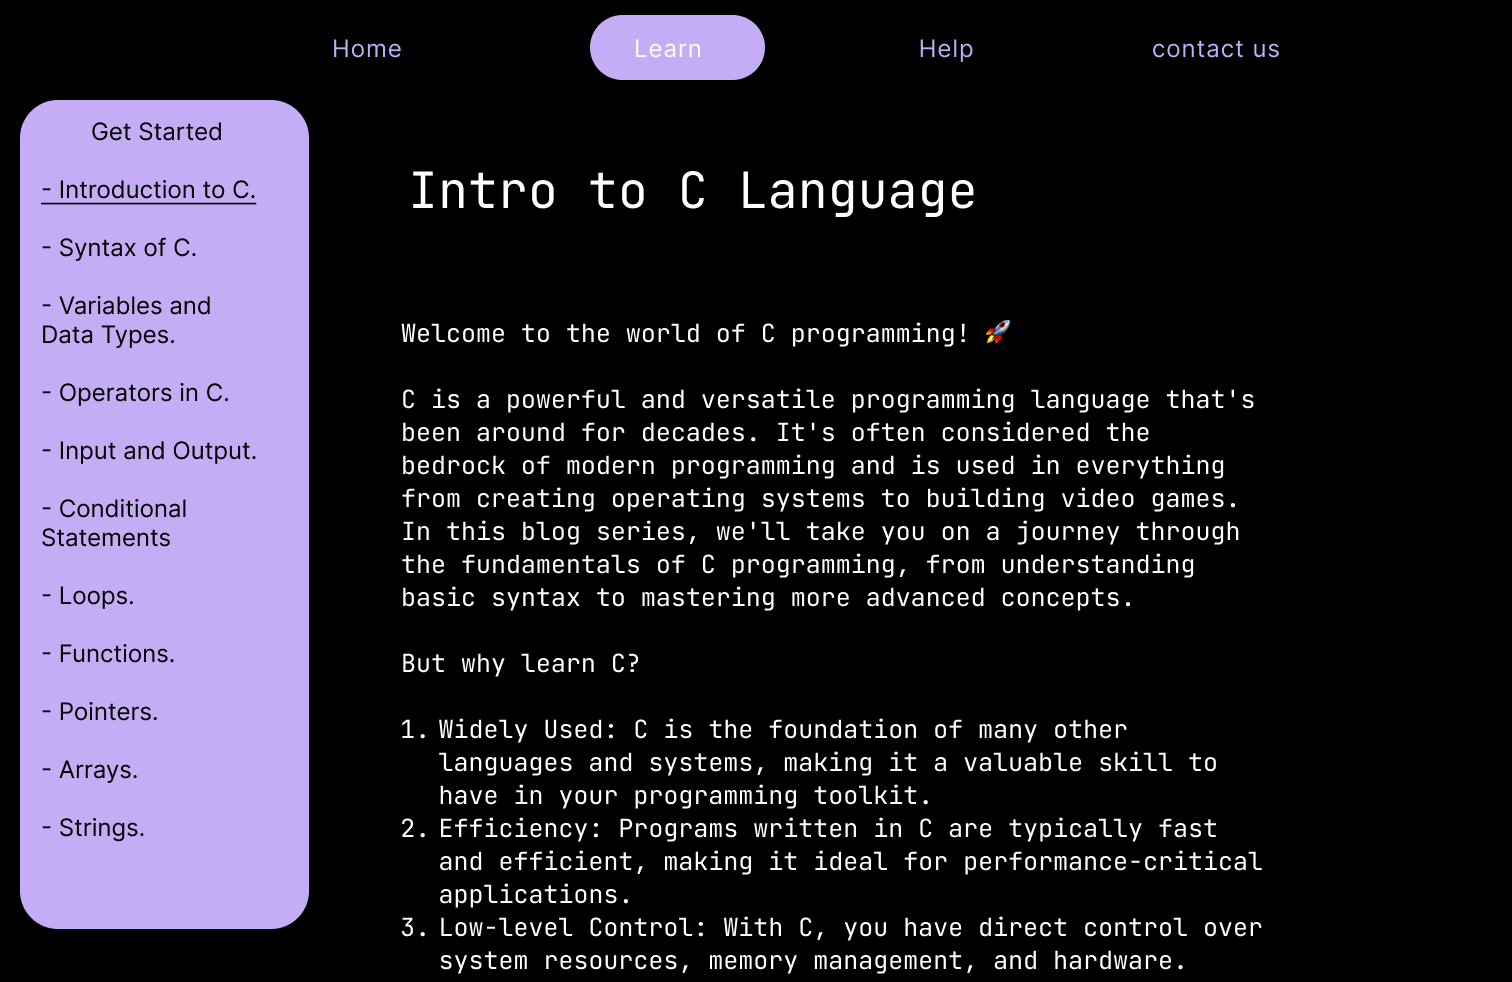 Home
Learn
Help
contact us
Get Started
- Introduction to C.
- Syntax of C.
- Variables and
Data Types.
- Operators in C.
- Input and Output.
- Conditional
Statements
- Loops.
- Functions.
- Pointers.
- Arrays.
- Strings.
Intro to C Language
Welcome to the world of C programming! 🚀
C is a powerful and versatile programming language that's
been around for decades. It's often considered the
bedrock of modern programming and is used in everything
from creating operating systems to building video games.
In this blog series, we'll take you on a journey through
the fundamentals of C programming, from understanding
basic syntax to mastering more advanced concepts.
But why learn C?
1. Widely Used: C is the foundation of many other
languages and systems, making it a valuable skill to
have in your programming toolkit.
2. Efficiency: Programs written in C are typically fast
and efficient, making it ideal for performance-critical
applications.
3. Low-level Control: With C, you have direct control over
system resources, memory management, and hardware.